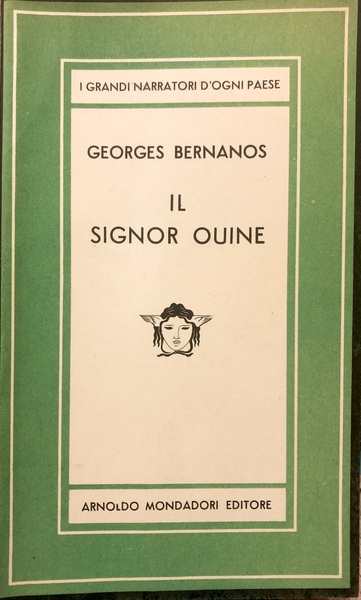 I GRANDI NARRATORI D'OGNI PAESE
GEORGES BERNANOS
IL
SIGNOR OUINE
ARNOLDO MONDADORI EDITORE